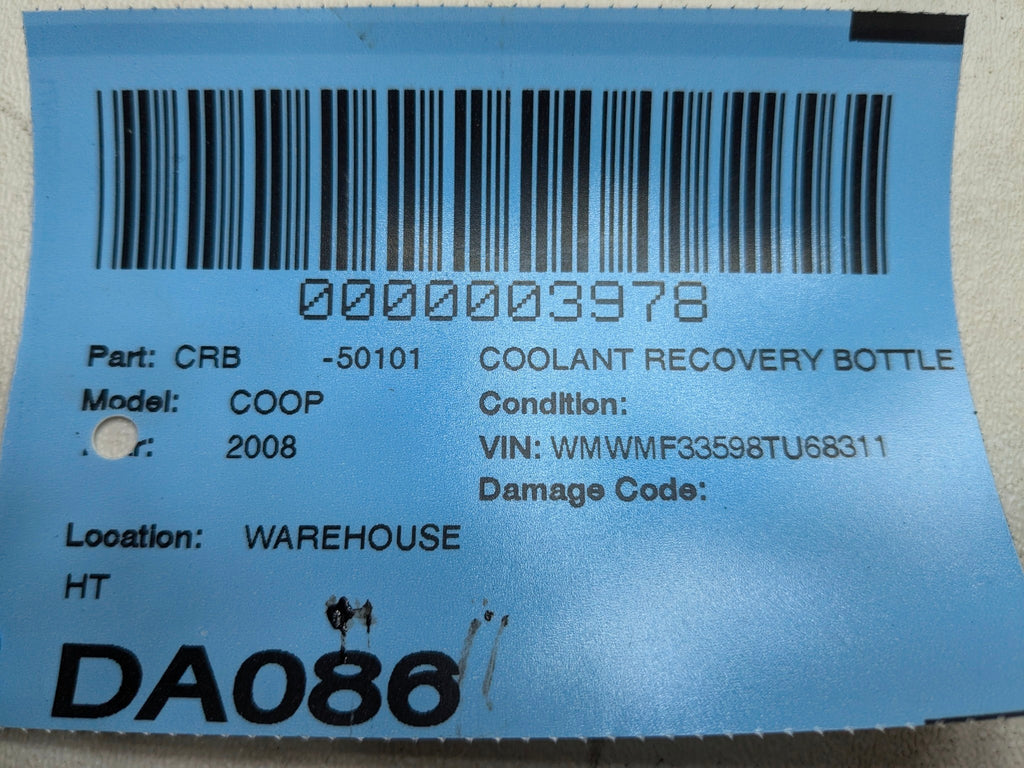 0000003978
Part: CRB -50101 COOLANT RECOVERY BOTTLE
Model: COOP Condition:
2008 VIN: WMWMF33598TU68311
Damage Code:
Location: WAREHOUSE
HT
DA086